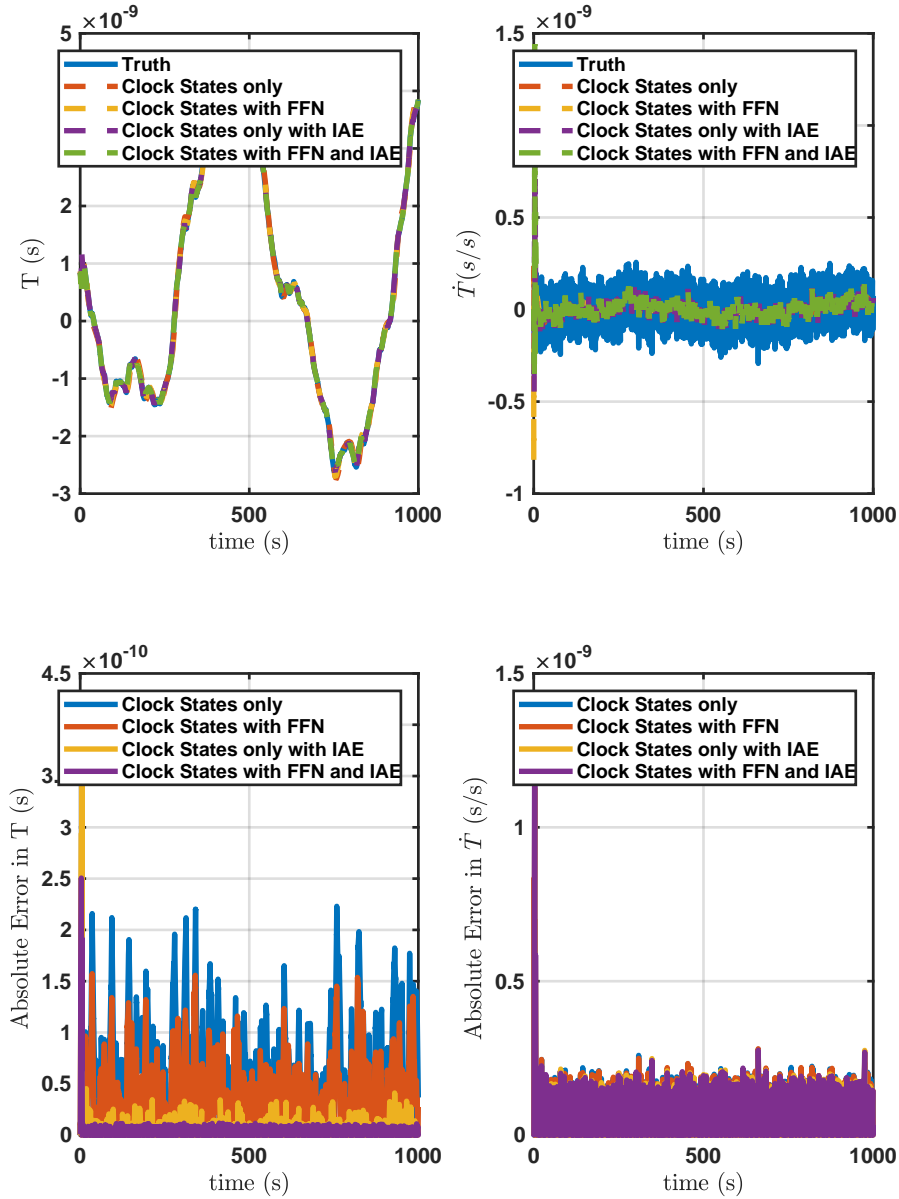 ×10⁻⁹
5
Truth
Clock States only
Clock States with FFN
Clock States only with IAE
Clock States with FFN and IAE
2
1
0
-1
-2
-3
T (s)
0
500
1000
time (s)
×10⁻⁹
1.5
Truth
Clock States only
Clock States with FFN
Clock States only with IAE
Clock States with FFN and IAE
0.5
0
-0.5
-1
Ṫ(s/s)
0
500
1000
time (s)
×10⁻¹⁰
4.5
Clock States only
Clock States with FFN
Clock States only with IAE
Clock States with FFN and IAE
3
2.5
2
1.5
1
0.5
0
Absolute Error in T (s)
0
500
1000
time (s)
×10⁻⁹
1.5
Clock States only
Clock States with FFN
Clock States only with IAE
Clock States with FFN and IAE
1
0.5
0
Absolute Error in Ṫ (s/s)
0
500
1000
time (s)